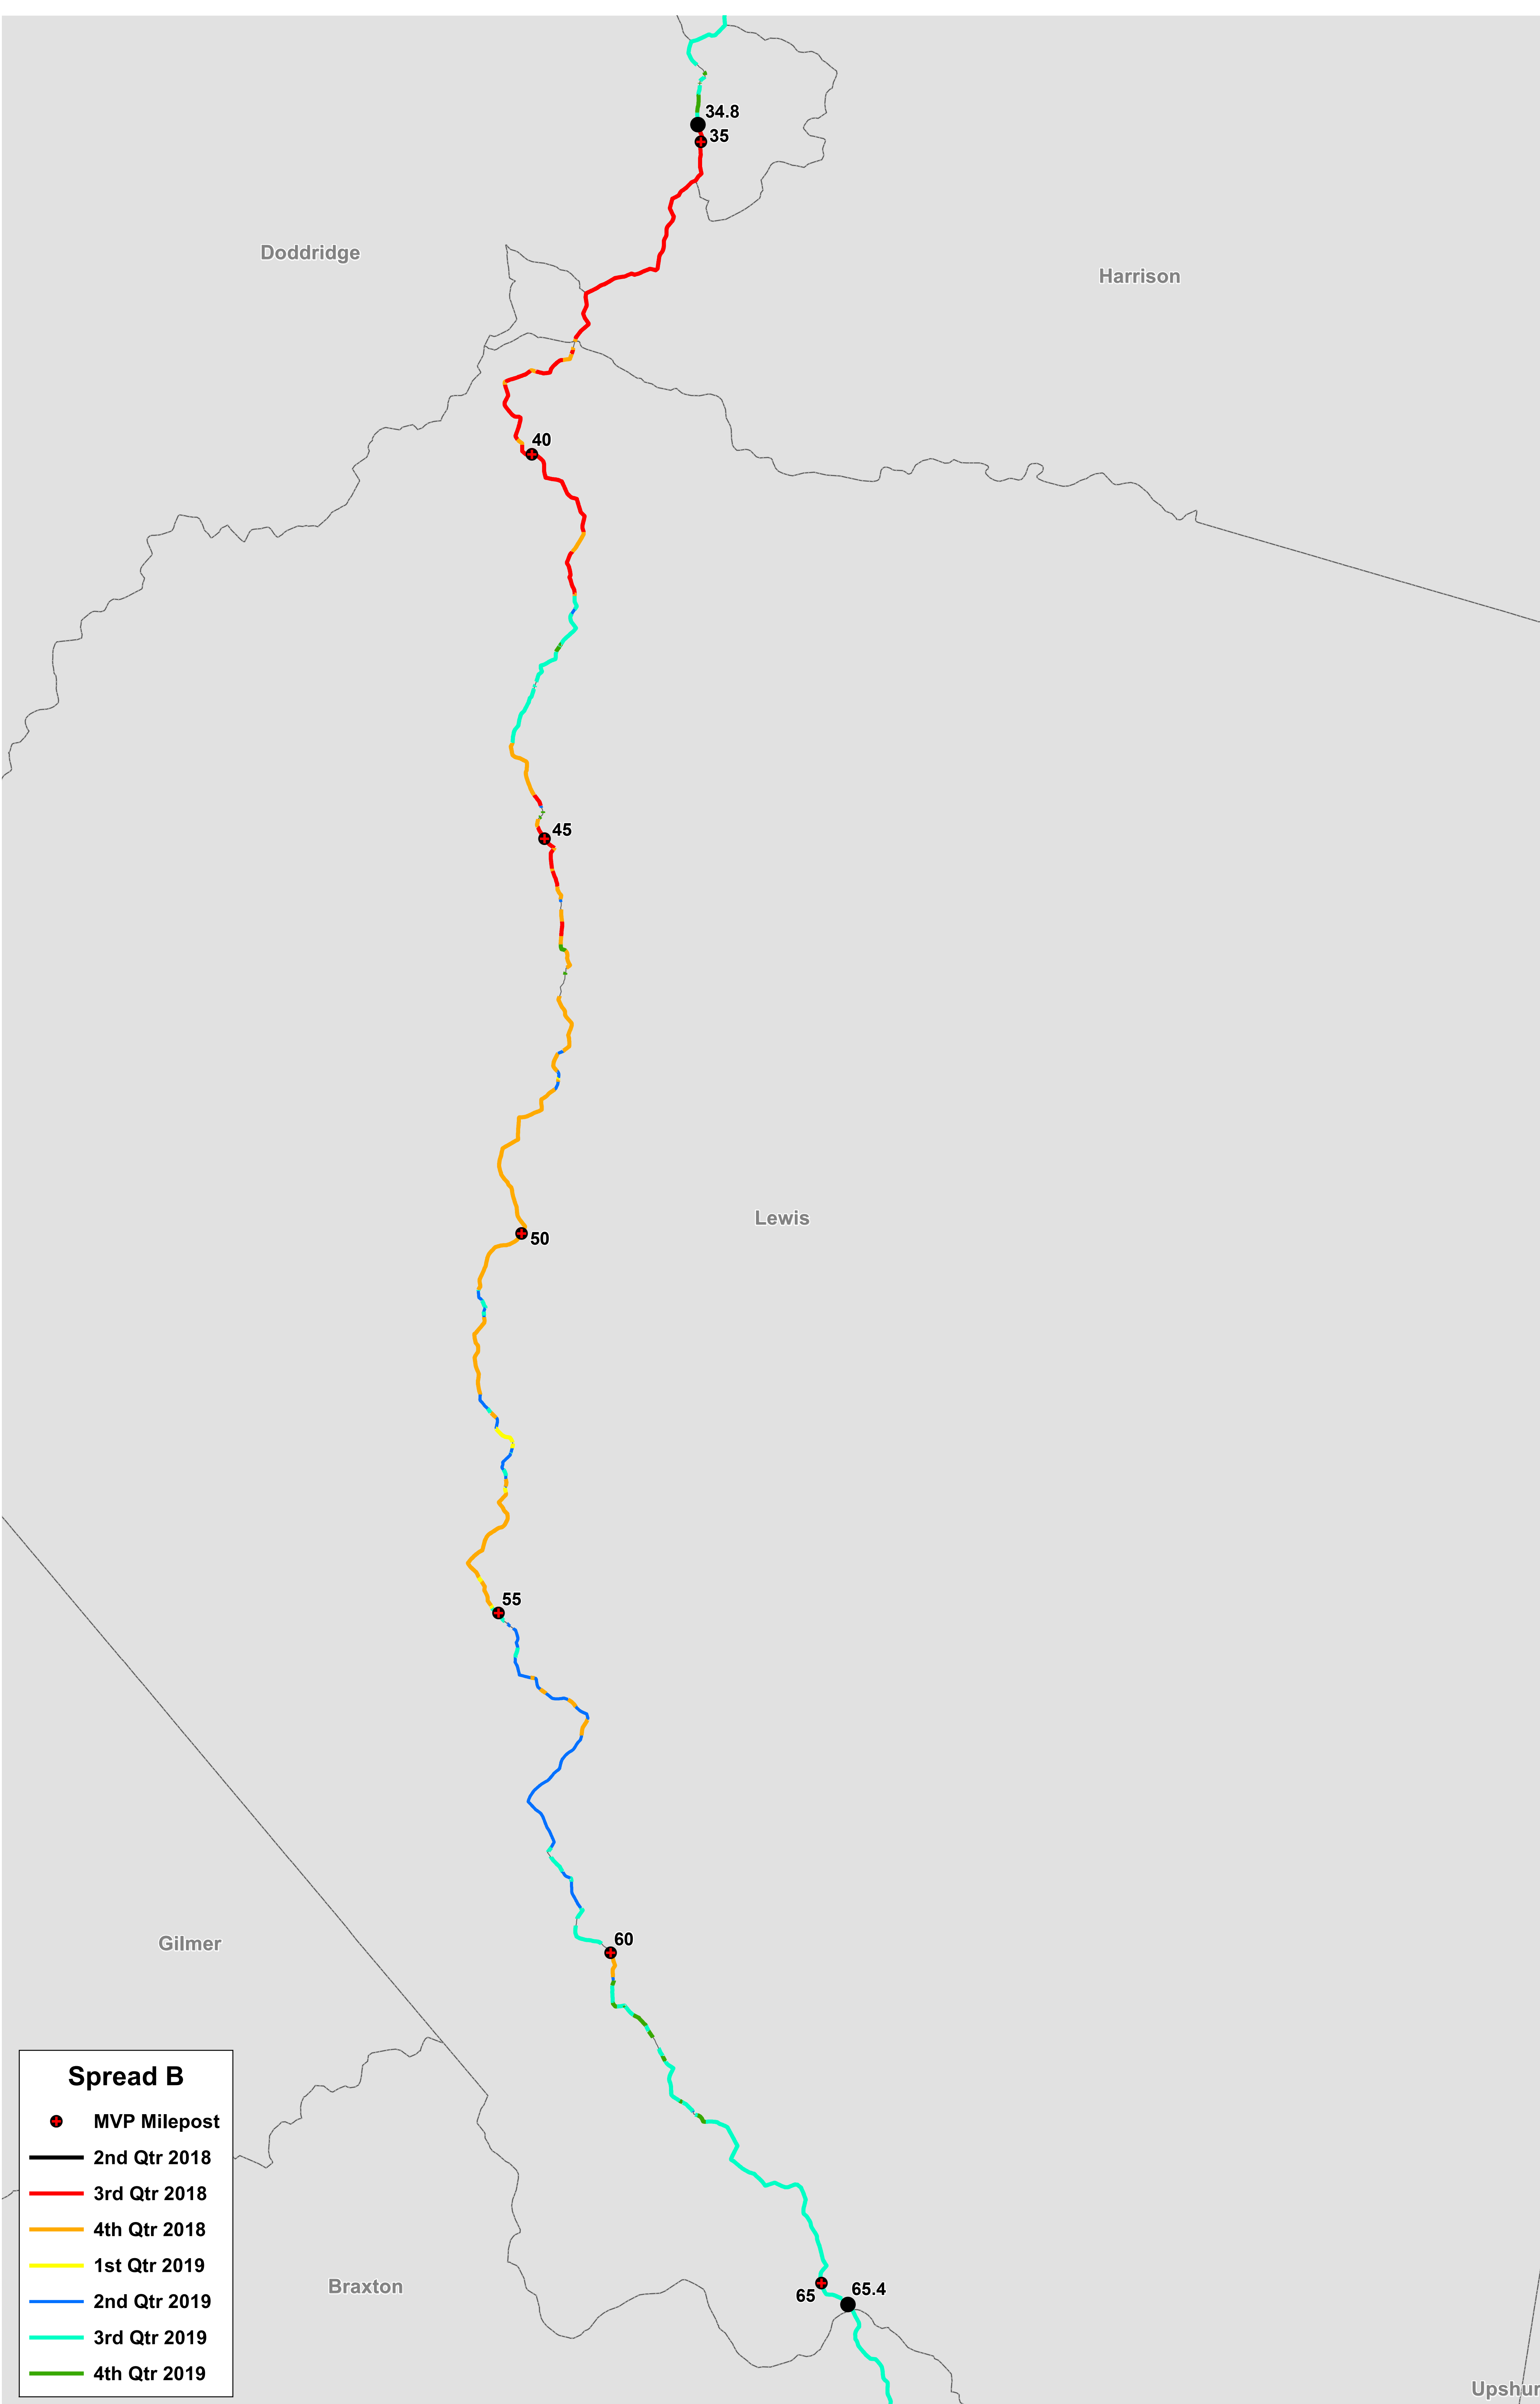 34.8
35
Doddridge
Harrison
40
45
Lewis
50
55
Gilmer
60
Spread B
MVP Milepost
2nd Qtr 2018
3rd Qtr 2018
4th Qtr 2018
1st Qtr 2019
2nd Qtr 2019
3rd Qtr 2019
4th Qtr 2019
Braxton
65
65.4
Upshur